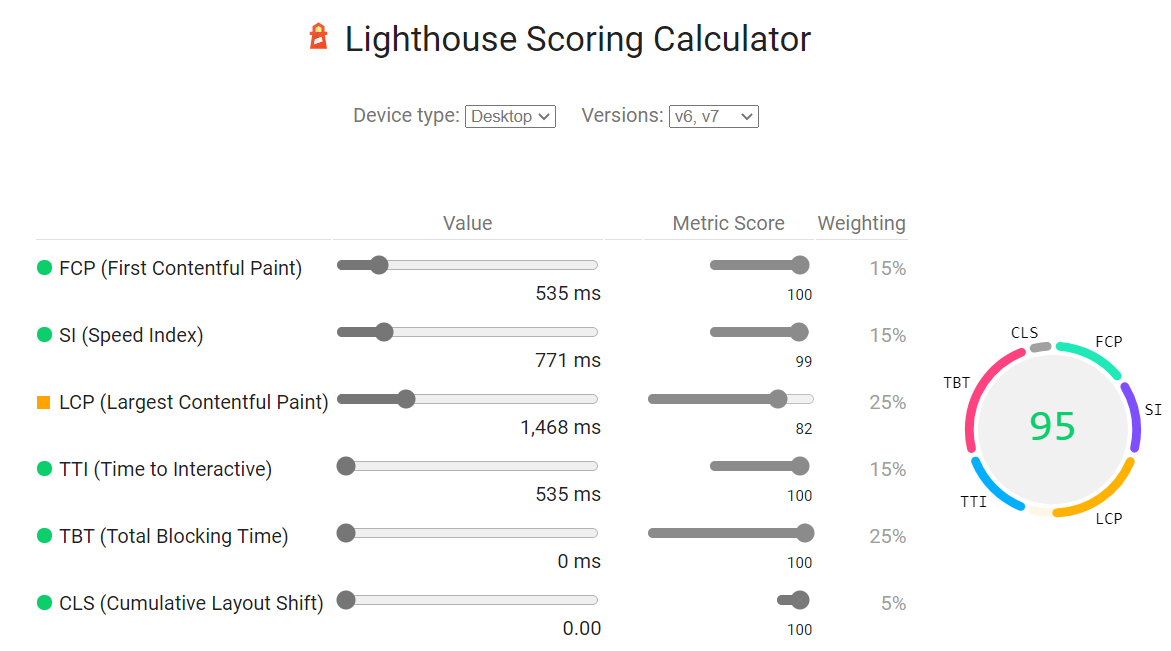 Lighthouse Scoring Calculator
Device type: Desktop Versions: v6, v7
Value Metric Score Weighting
FCP (First Contentful Paint) 15%
535 ms 100
SI (Speed Index) 15%
771 ms 99
LCP (Largest Contentful Paint) 25%
1,468 ms 82
TTI (Time to Interactive) 15%
535 ms 100
TBT (Total Blocking Time) 25%
0 ms 100
CLS (Cumulative Layout Shift) 5%
0.00 100
CLS
FCP
TBT
SI
95
TTI
LCP